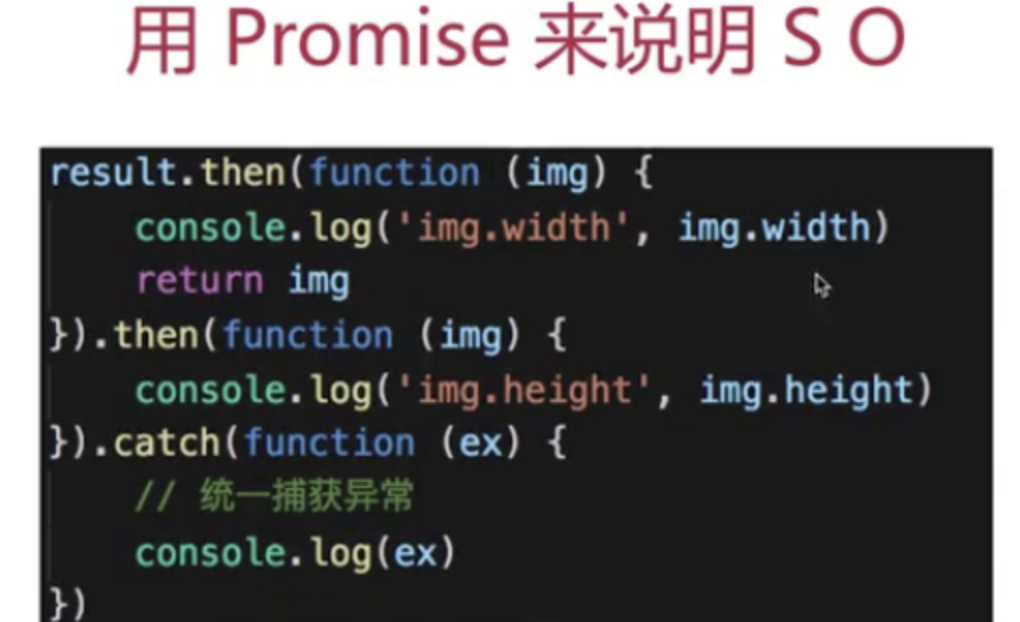 用 Promise 来说明 S O
result.then(function (img) {
    console.log('img.width', img.width)
    return img
}).then(function (img) {
    console.log('img.height', img.height)
}).catch(function (ex) {
    // 统一捕获异常
    console.log(ex)
})